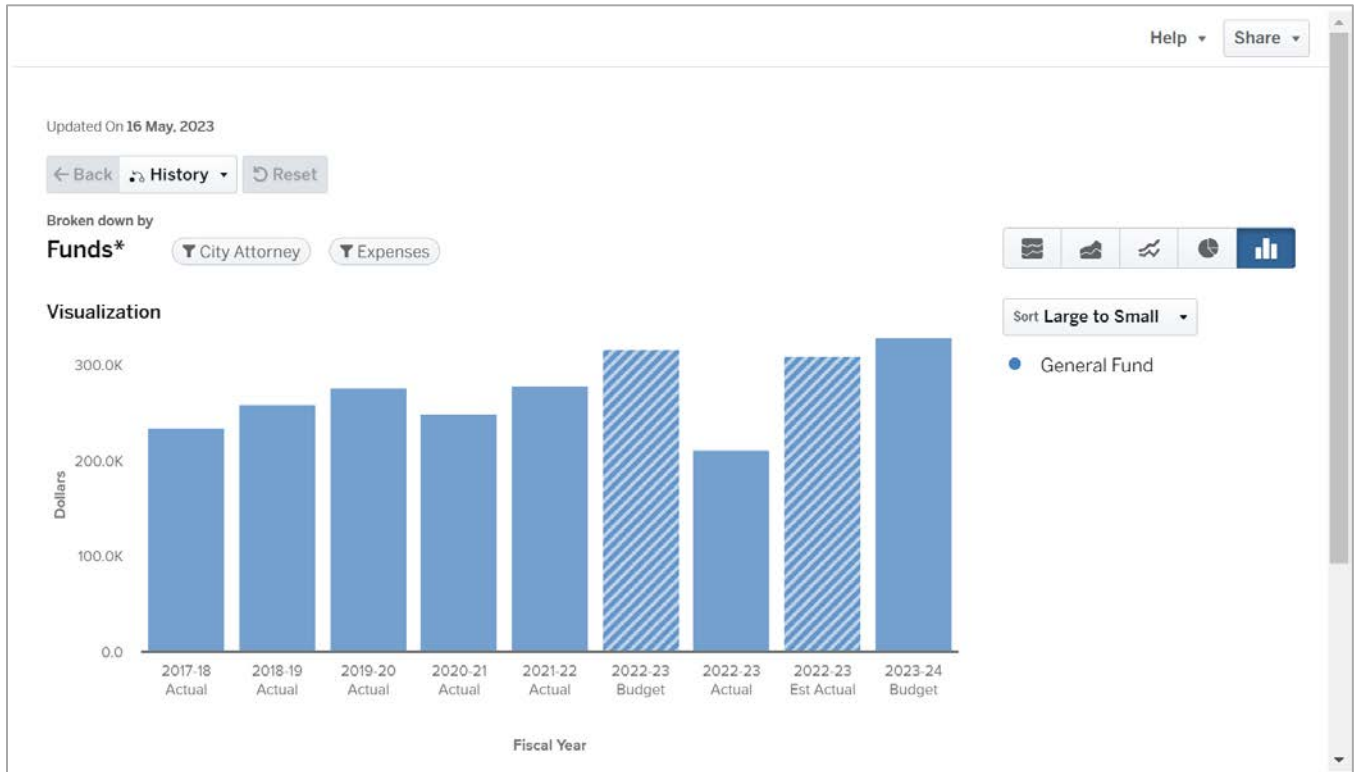 Help Share
Updated On 16 May, 2023
Back History Reset
Broken down by
Funds* City Attorney Expenses
Visualization
Sort Large to Small
General Fund
300.0K
200.0K
100.0K
0.0
Dollars
2017-18 2018-19 2019-20 2020-21 2021-22 2022-23 2022-23 2022-23 2023-24
Actual Actual Actual Actual Actual Budget Actual Est Actual Budget
Fiscal Year